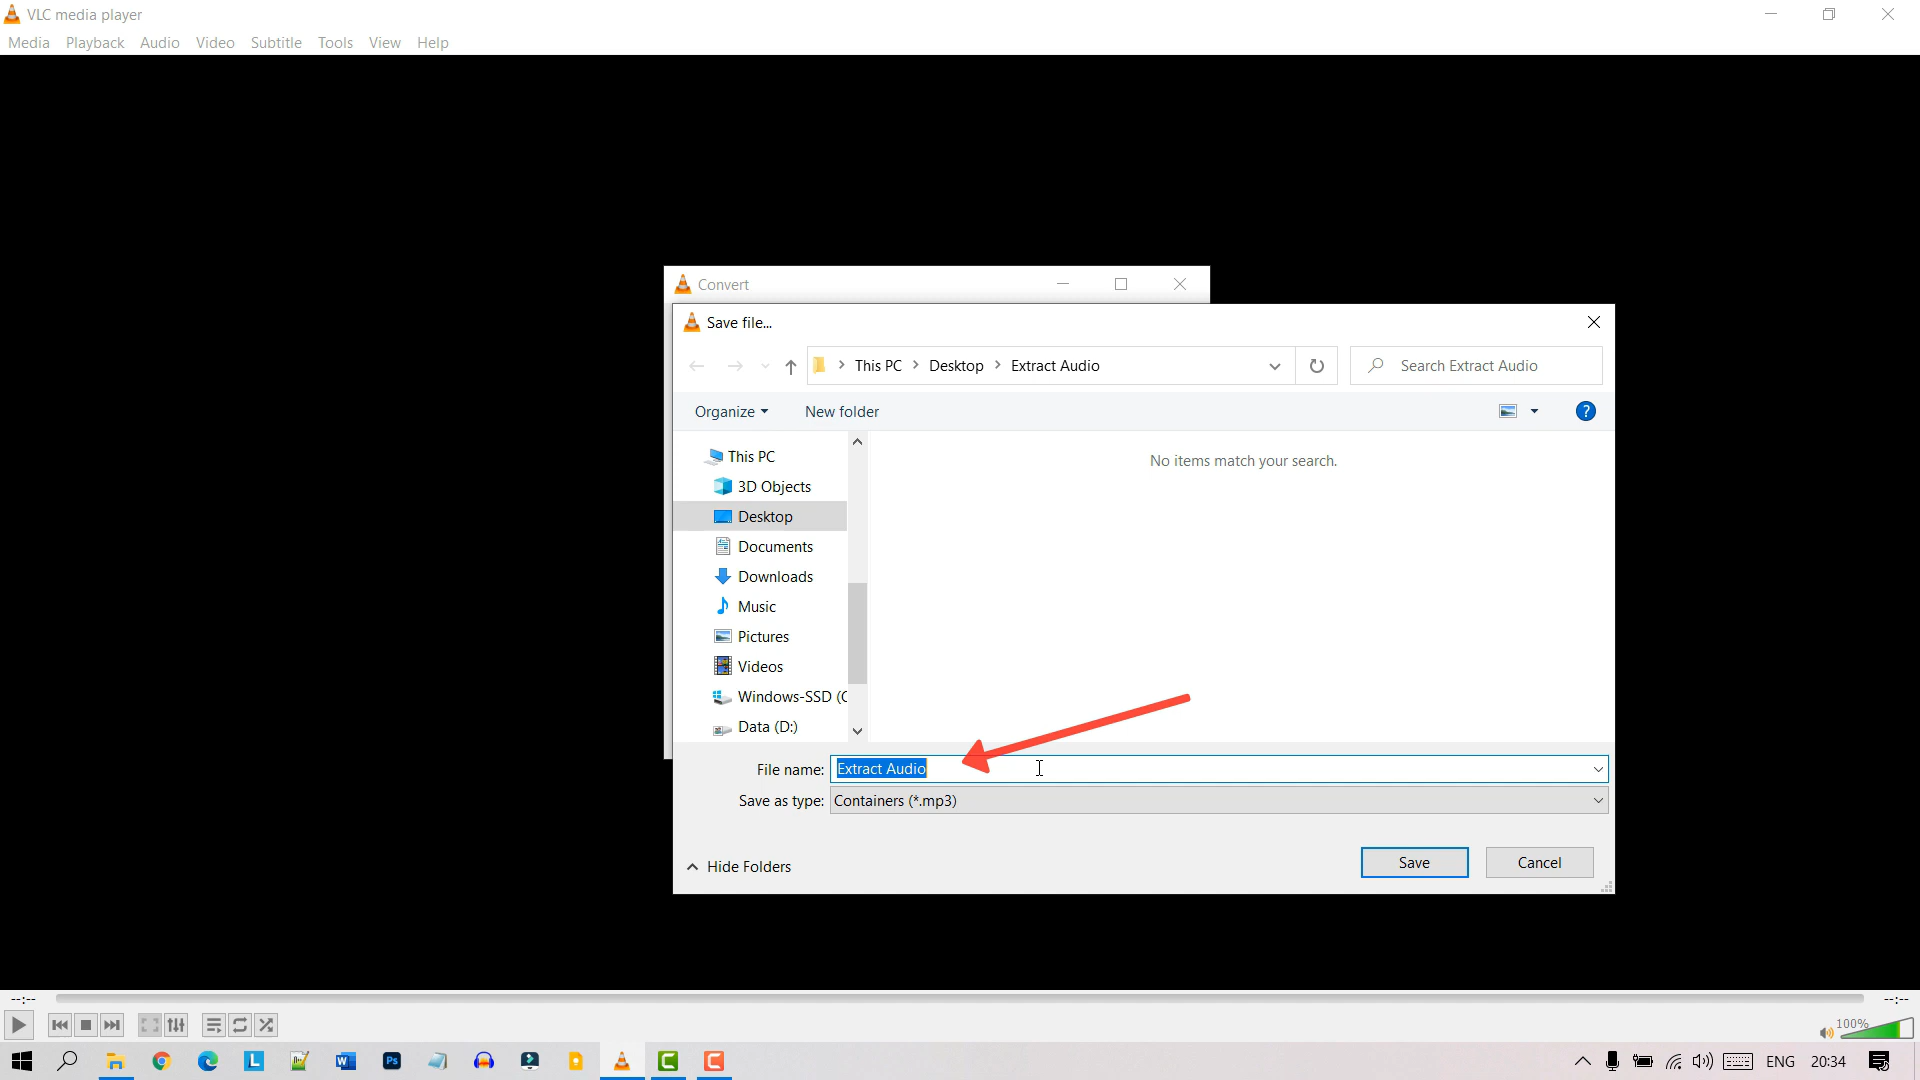 VLC media player
Media Playback Audio Video Subtitle Tools View Help
Convert
Save file...
This PC Desktop Extract Audio
Search Extract Audio
Organize New folder
?
This PC
No items match your search.
3D Objects
Desktop
Documents
Downloads
Music
Pictures
Videos
Windows-SSD (C
Data (D:)
File name: Extract Audio
Save as type: Containers (*.mp3)
Hide Folders
Save Cancel
--:-- --:--
100%
L W Ps C C ENG 20:34